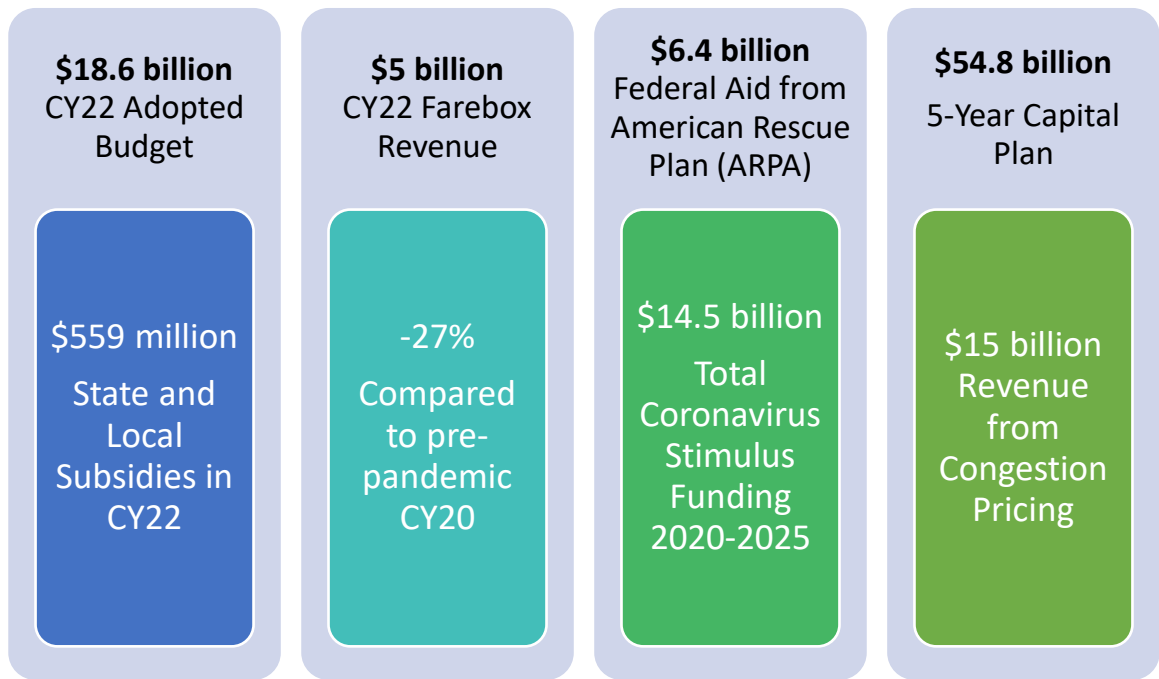 $18.6 billion
CY22 Adopted
Budget
$559 million
State and
Local
Subsidies in
CY22
$5 billion
CY22 Farebox
Revenue
-27%
Compared
to pre-
pandemic
CY20
$6.4 billion
Federal Aid from
American Rescue
Plan (ARPA)
$14.5 billion
Total
Coronavirus
Stimulus
Funding
2020-2025
$54.8 billion
5-Year Capital
Plan
$15 billion
Revenue
from
Congestion
Pricing